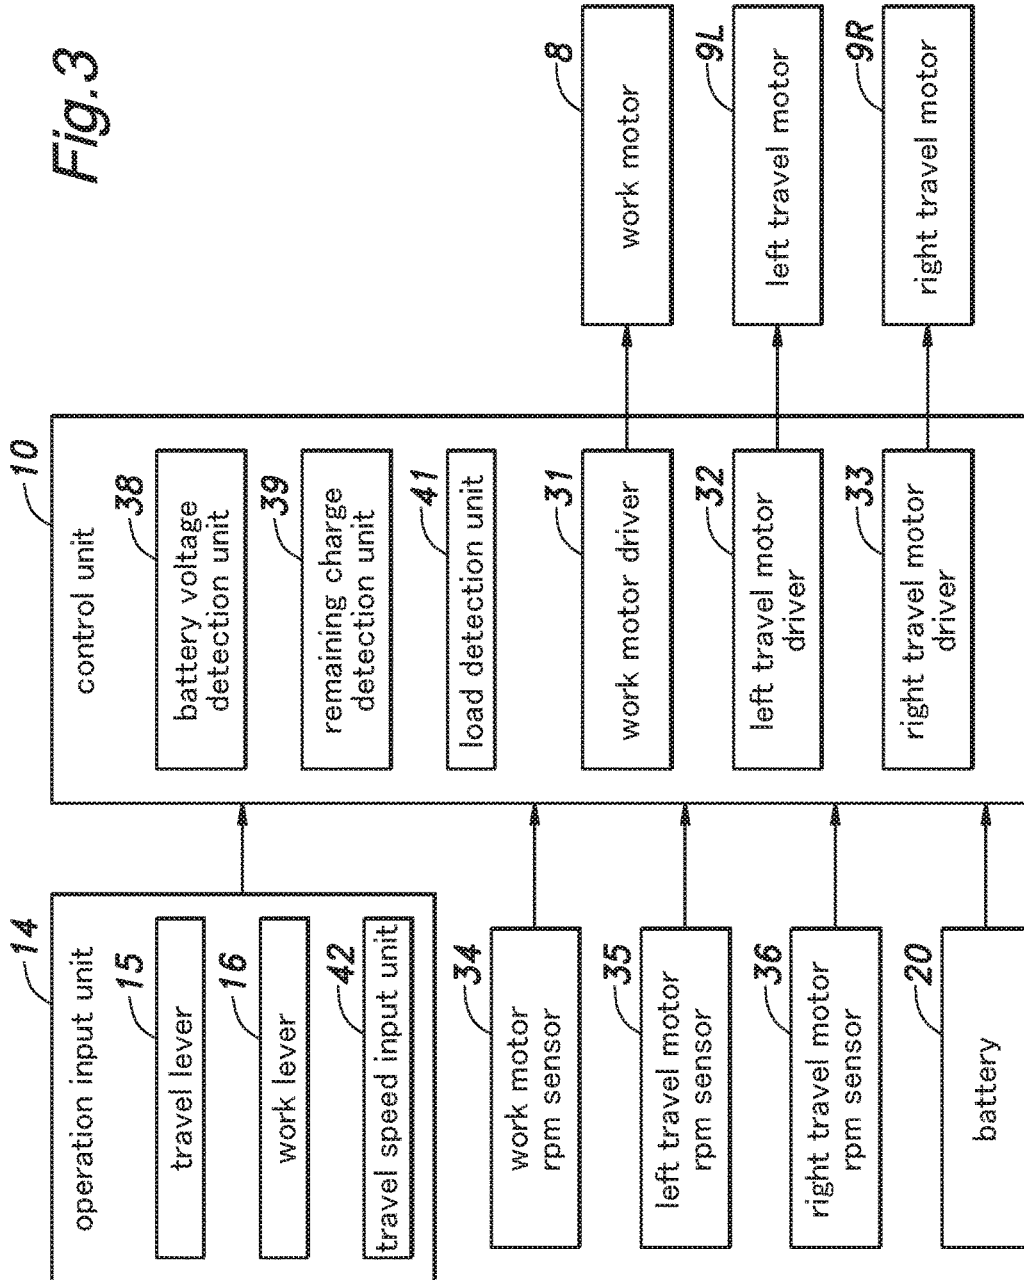 Fig.3
14
operation input unit
15
travel lever
16
work lever
42
travel speed input unit
34
work motor
rpm sensor
35
left travel motor
rpm sensor
36
right travel motor
rpm sensor
20
battery
10
control unit
38
battery voltage
detection unit
39
remaining charge
detection unit
41
load detection unit
31
work motor driver
32
left travel motor
driver
33
right travel motor
driver
8
work motor
9L
left travel motor
9R
right travel motor